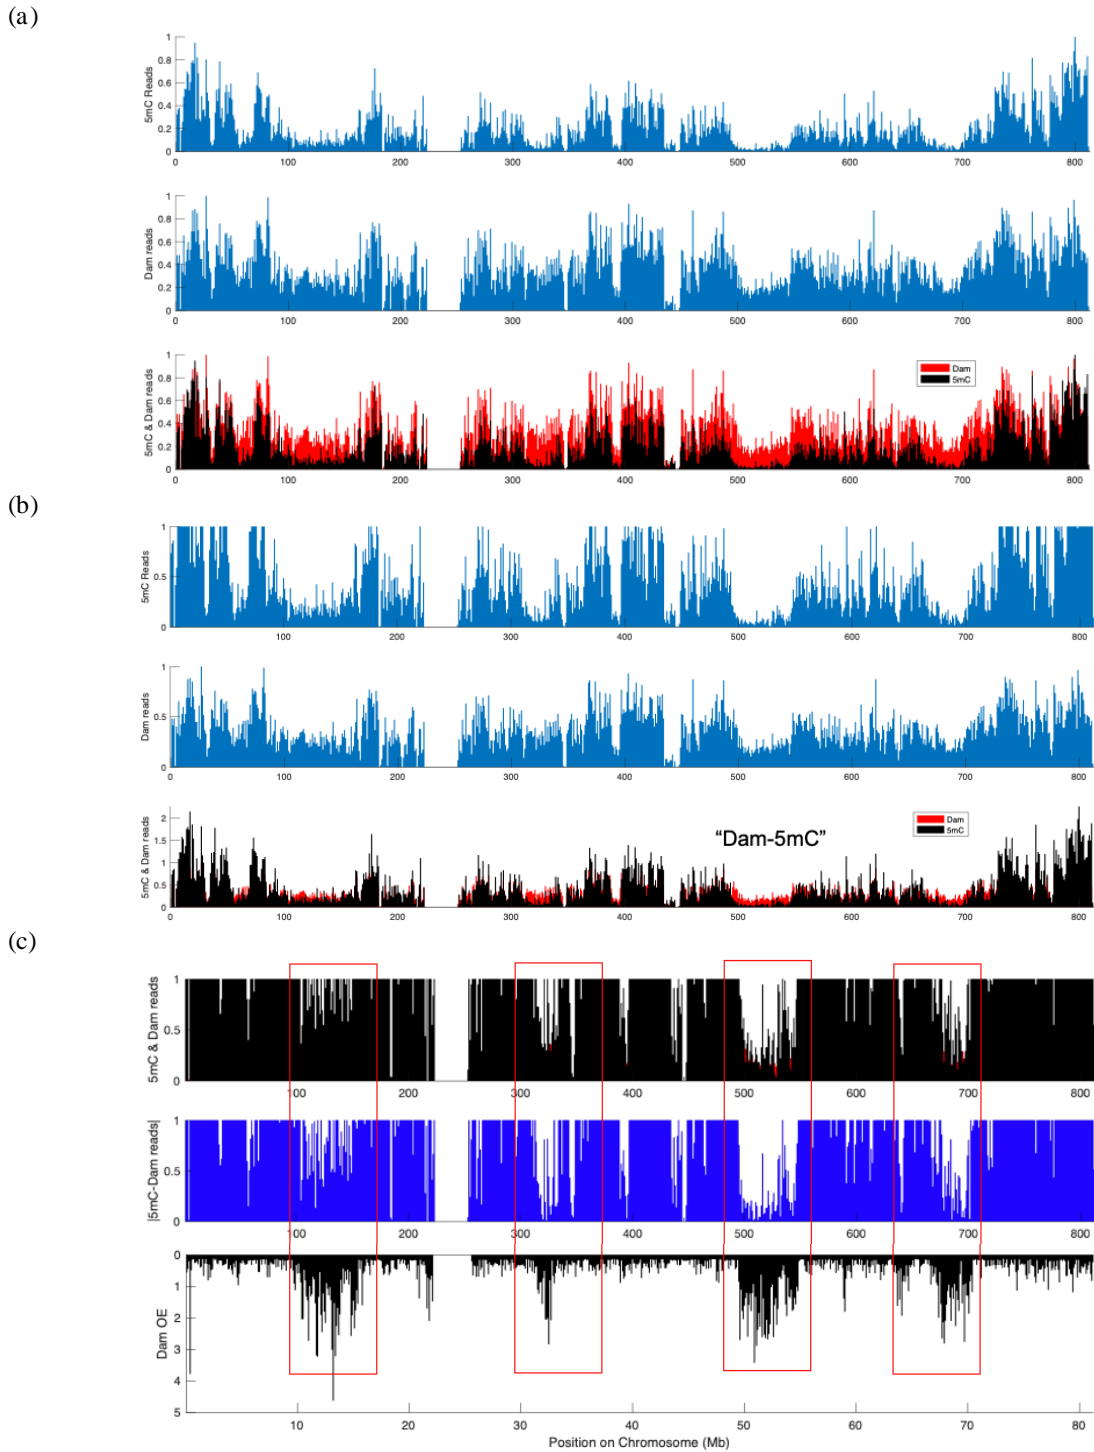 (a)
5mC Reads
1
0.8
0.6
0.4
0.2
0
0 100 200 300 400 500 600 700 800
Dam reads
1
0.8
0.6
0.4
0.2
0
0 100 200 300 400 500 600 700 800
5mC & Dam reads
1
0.8
0.6
0.4
0.2
0
Dam
5mC
0 100 200 300 400 500 600 700 800
(b)
5mC Reads
1
0.5
0
0 100 200 300 400 500 600 700 800
Dam reads
1
0.5
0
0 100 200 300 400 500 600 700 800
5mC & Dam reads
2
1.5
1
0.5
0
"Dam-5mC"
Dam
5mC
0 100 200 300 400 500 600 700 800
(c)
5mC & Dam reads
1
0.5
0
100 200 300 400 500 600 700 800
|5mC-Dam reads|
1
0.5
0
100 200 300 400 500 600 700 800
Dam OE
0
1
2
3
4
5
10 20 30 40 50 60 70 80
Position on Chromosome (Mb)